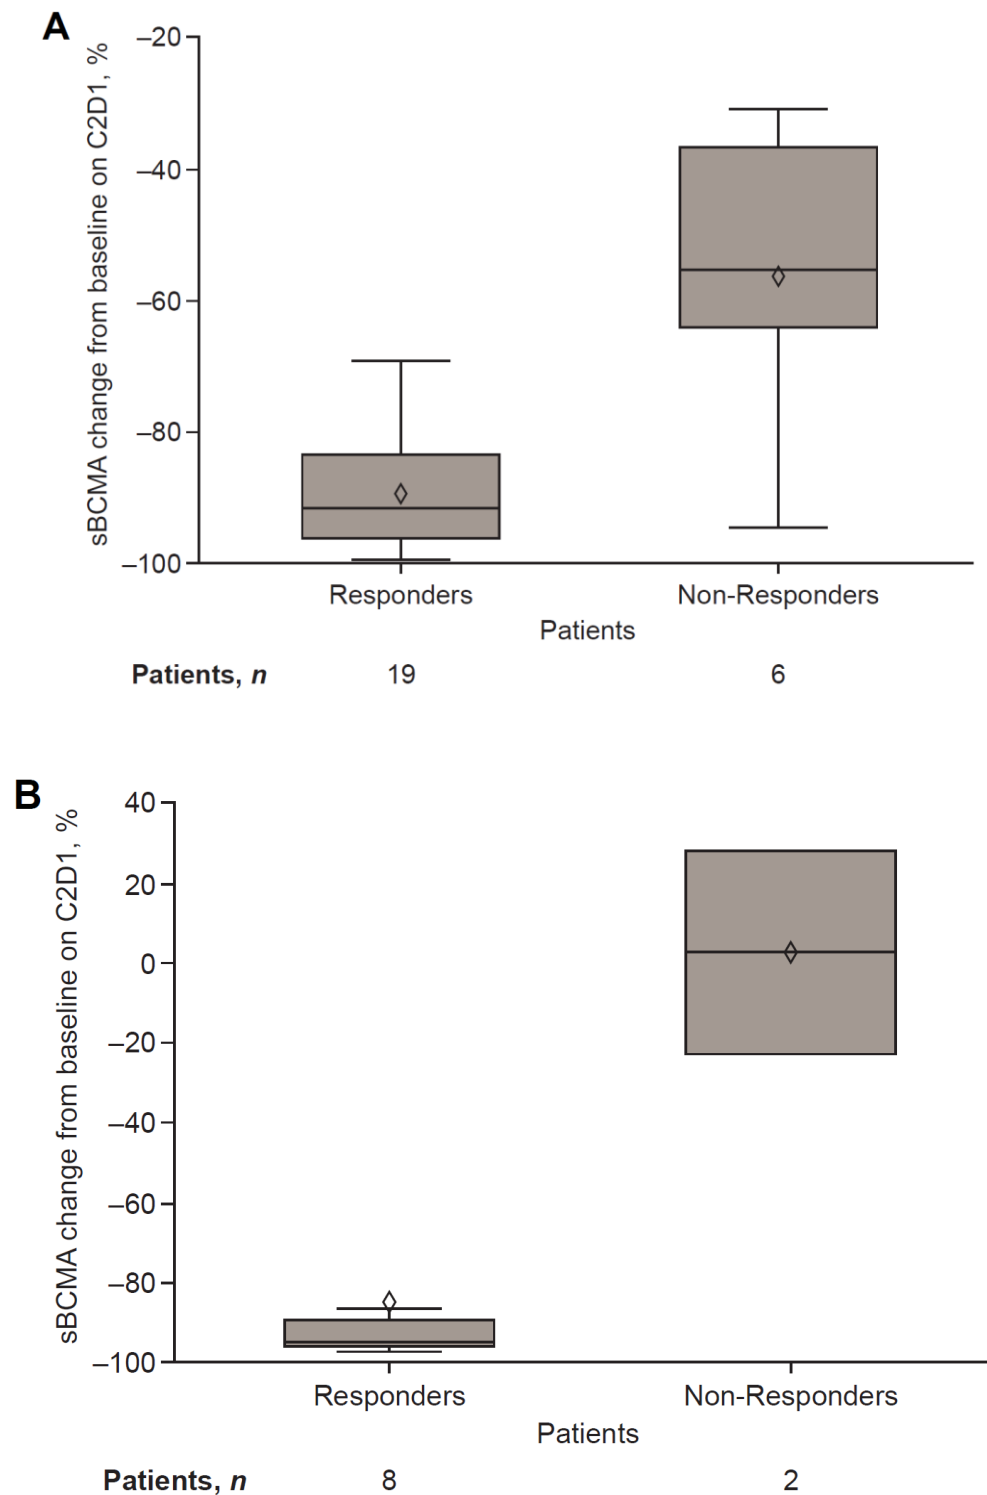 A
sBCMA change from baseline on C2D1, %
–20
–40
–60
–80
–100
Responders
Non-Responders
Patients
Patients, n
19
6
B
sBCMA change from baseline on C2D1, %
40
20
0
–20
–40
–60
–80
–100
Responders
Non-Responders
Patients
Patients, n
8
2